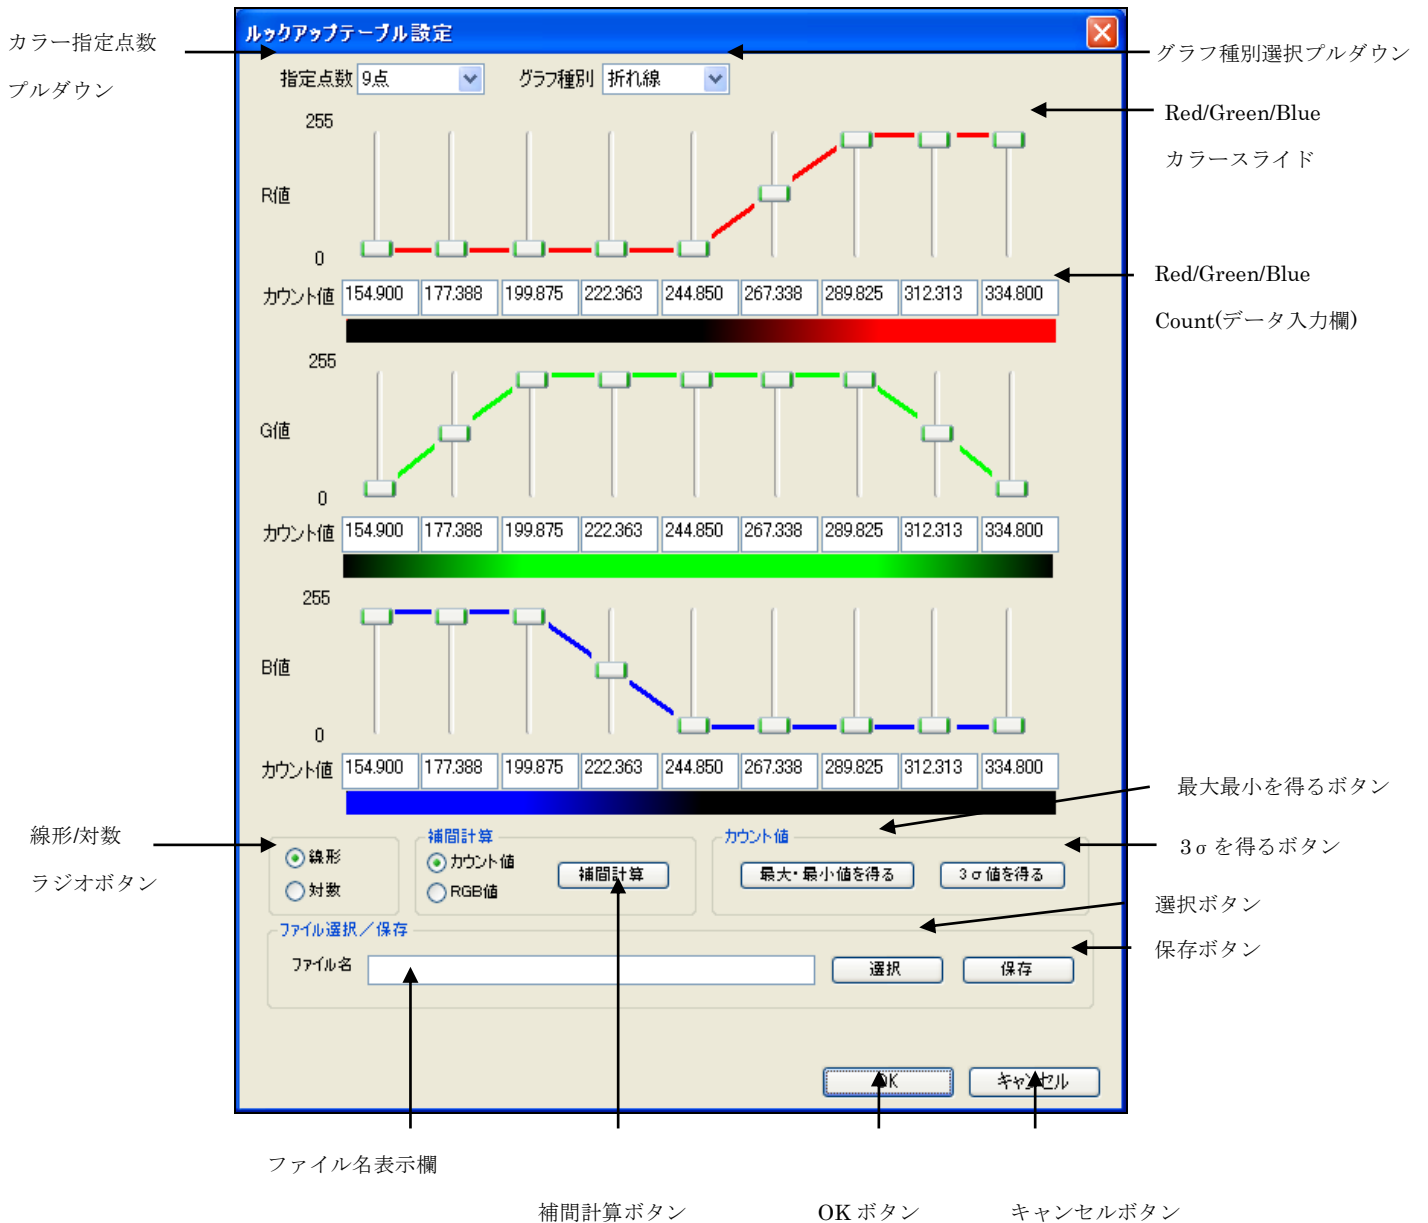 ルックアップテーブル設定
カラー指定点数
プルダウン
グラフ種別選択プルダウン
指定点数 9点 グラフ種別 折れ線
Red/Green/Blue
カラースライド
255
R値
0
Red/Green/Blue
Count(データ入力欄)
カウント値 154.900 177.388 199.875 222.363 244.850 267.338 289.825 312.313 334.800
255
G値
0
カウント値 154.900 177.388 199.875 222.363 244.850 267.338 289.825 312.313 334.800
255
B値
0
カウント値 154.900 177.388 199.875 222.363 244.850 267.338 289.825 312.313 334.800
最大最小を得るボタン
線形/対数
ラジオボタン
補間計算
カウント値
線形
対数
カウント値
RGB値
補間計算
最大・最小値を得る
3σ値を得る
3σを得るボタン
選択ボタン
ファイル選択/保存
保存ボタン
ファイル名
選択
保存
OK
キャンセル
ファイル名表示欄
補間計算ボタン
OK ボタン
キャンセルボタン